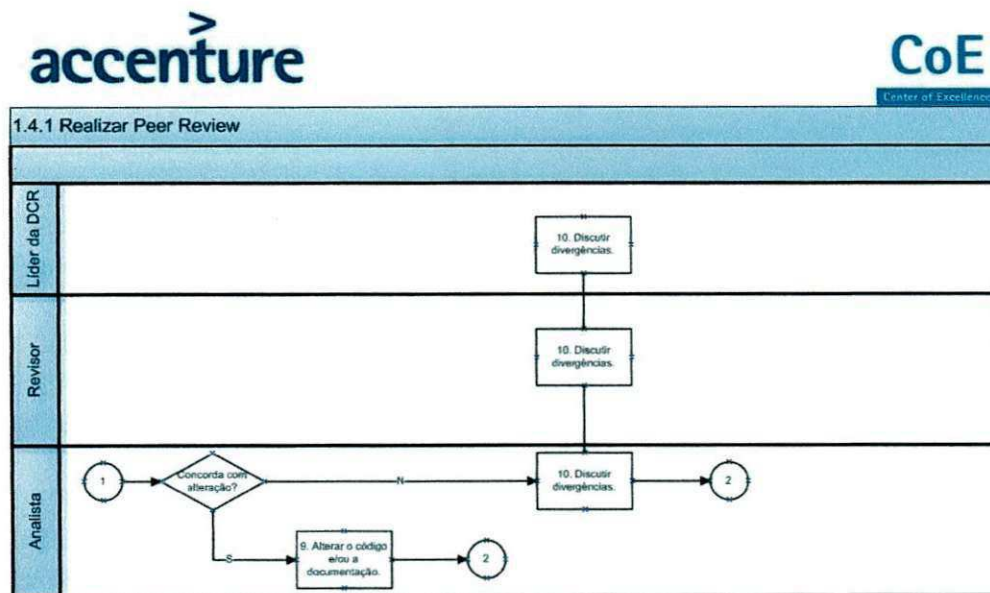 >
accenture
CoE
Center of Excellence
1.4.1 Realizar Peer Review
Líder da DCR
10. Discutir
divergências.
Revisor
10. Discutir
divergências.
Analista
1
Concorda com
alteração?
N
10. Discutir
divergências.
2
S
9. Alterar o código
e/ou a
documentação.
2